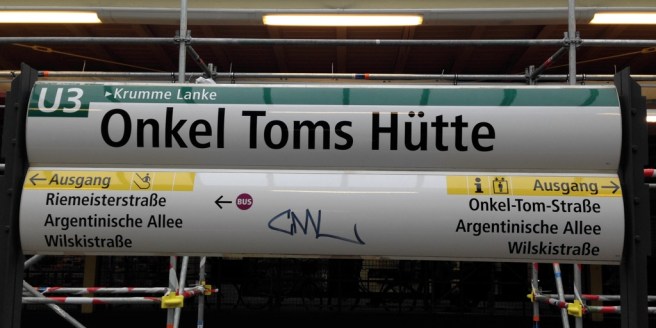 U3 ▸Krumme Lanke
Onkel Toms Hütte
←Ausgang
Riemeisterstraße
Argentinische Allee
Wilskistraße
← BUS
i Ausgang→
Onkel-Tom-Straße
Argentinische Allee
Wilskistraße